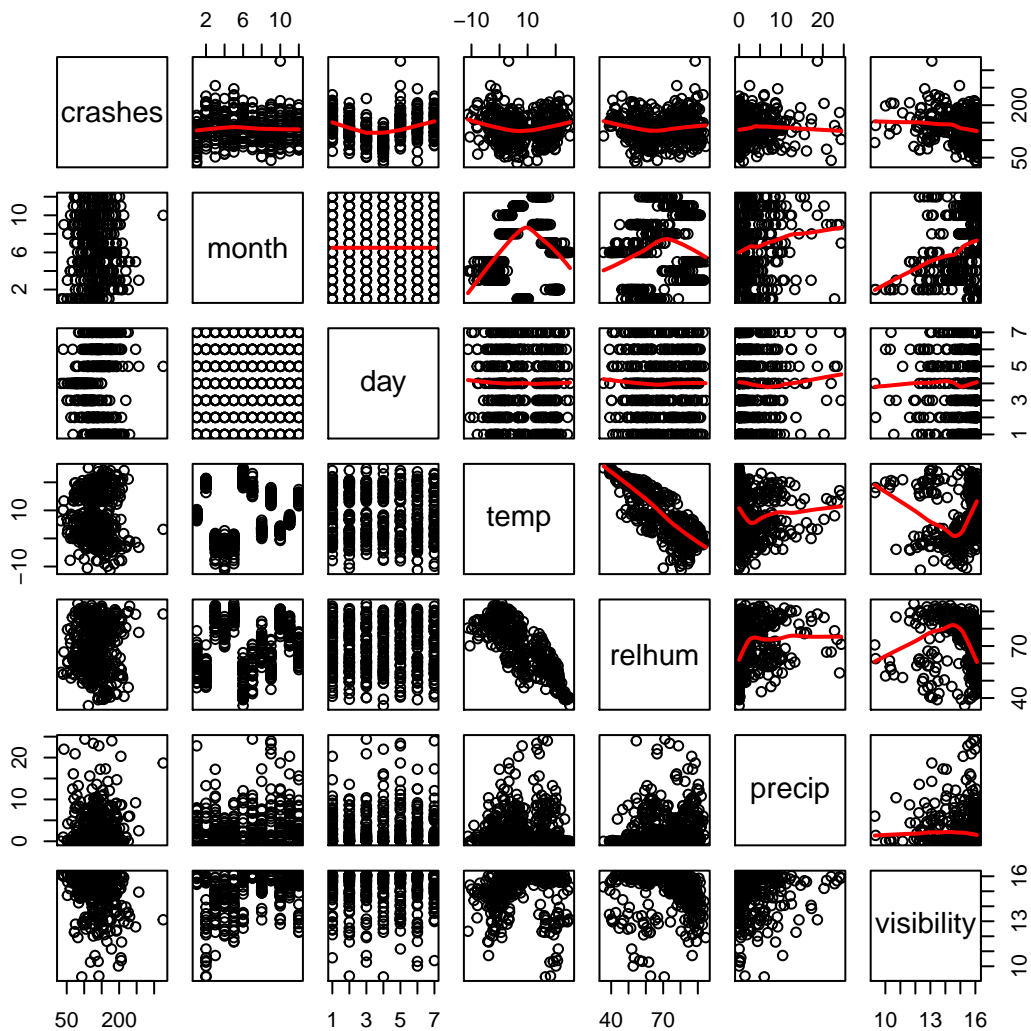 2 6 10 -10 10 0 10 20
crashes 50 200
2 6 10 month
day 1 3 5 7
-10 10 temp
relhum 40 70
0 10 20 precip
visibility 10 13 16
50 200 1 3 5 7 40 70 10 13 16